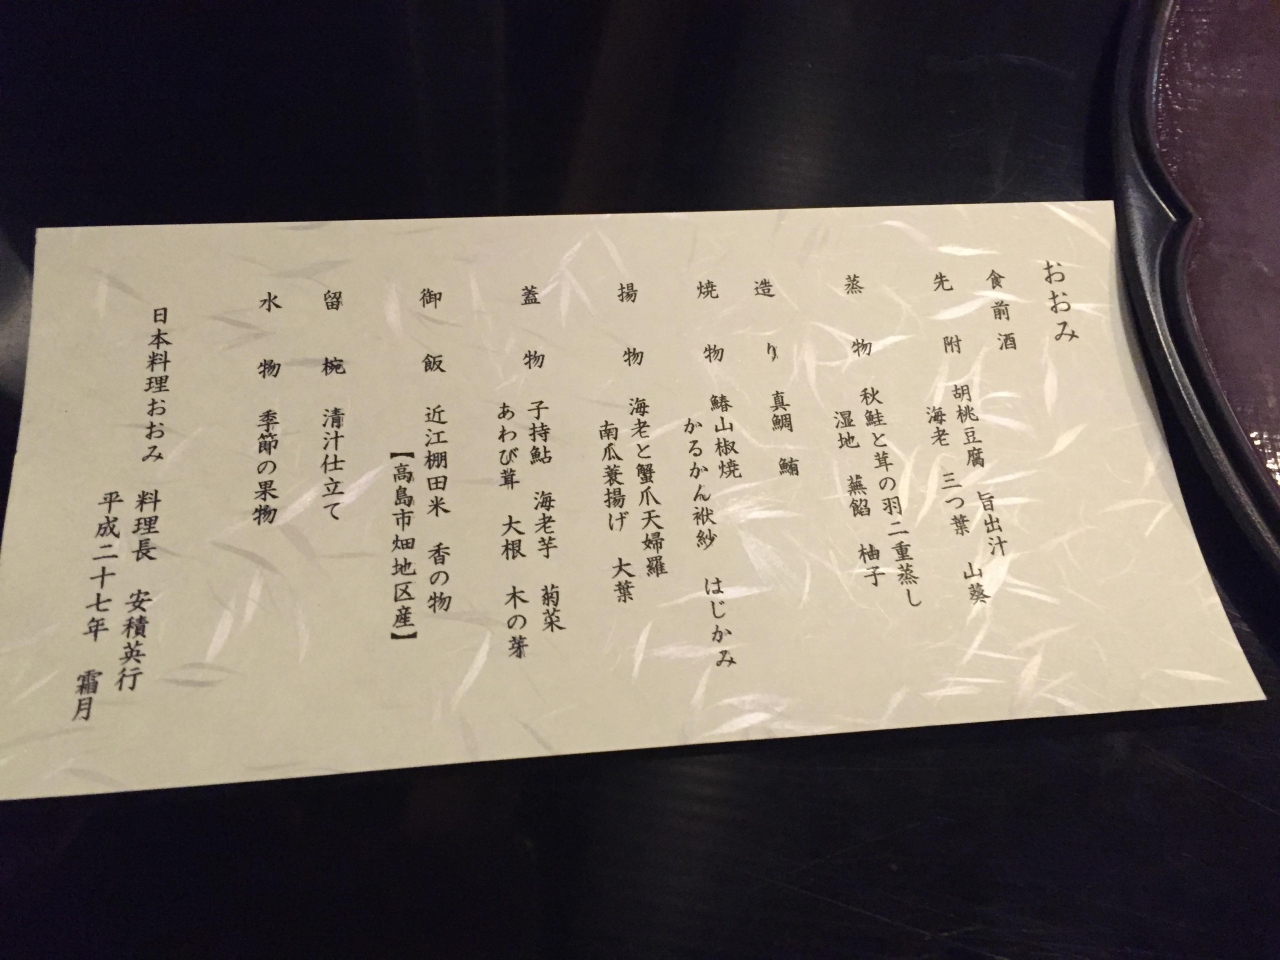 おおみ
食前酒
先附 胡桃豆腐 旨出汁 山葵
海老 三つ葉
蒸物 秋鮭と茸の羽二重蒸し
湿地 蕪餡 柚子
造り 真鯛 鮪
焼物 鰆山椒焼 はじかみ
かるかん袱紗
揚物 海老と蟹爪天婦羅
南瓜蓑揚げ 大葉
蓋物 子持鮎 海老芋 菊菜
あわび茸 大根 木の芽
御飯 近江棚田米 香の物
【高島市畑地区産】
留椀 清汁仕立て
水物 季節の果物
日本料理おおみ 料理長 安積英行
平成二十七年 霜月